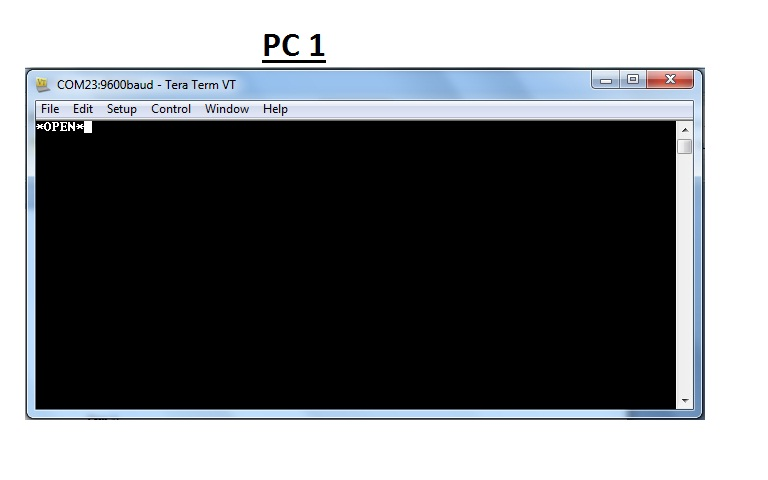 PC 1
COM23:9600baud - Tera Term VT
File Edit Setup Control Window Help
*OPEN*